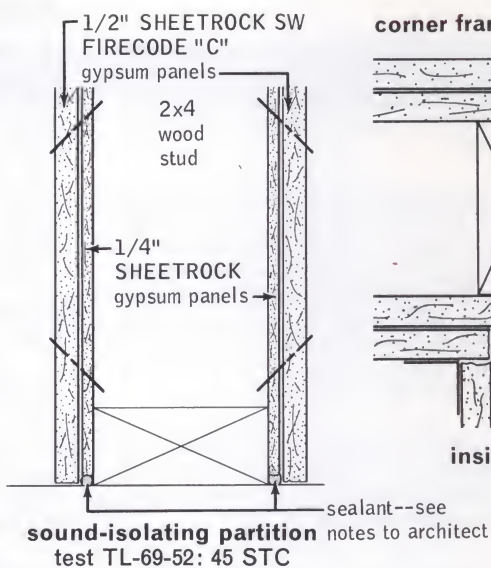 1/2" SHEETROCK SW
FIRECODE "C"
gypsum panels
2x4
wood
stud
1/4"
SHEETROCK
gypsum panels
sealant--see
notes to architect
sound-isolating partition
test TL-69-52: 45 STC
corner fra
insi